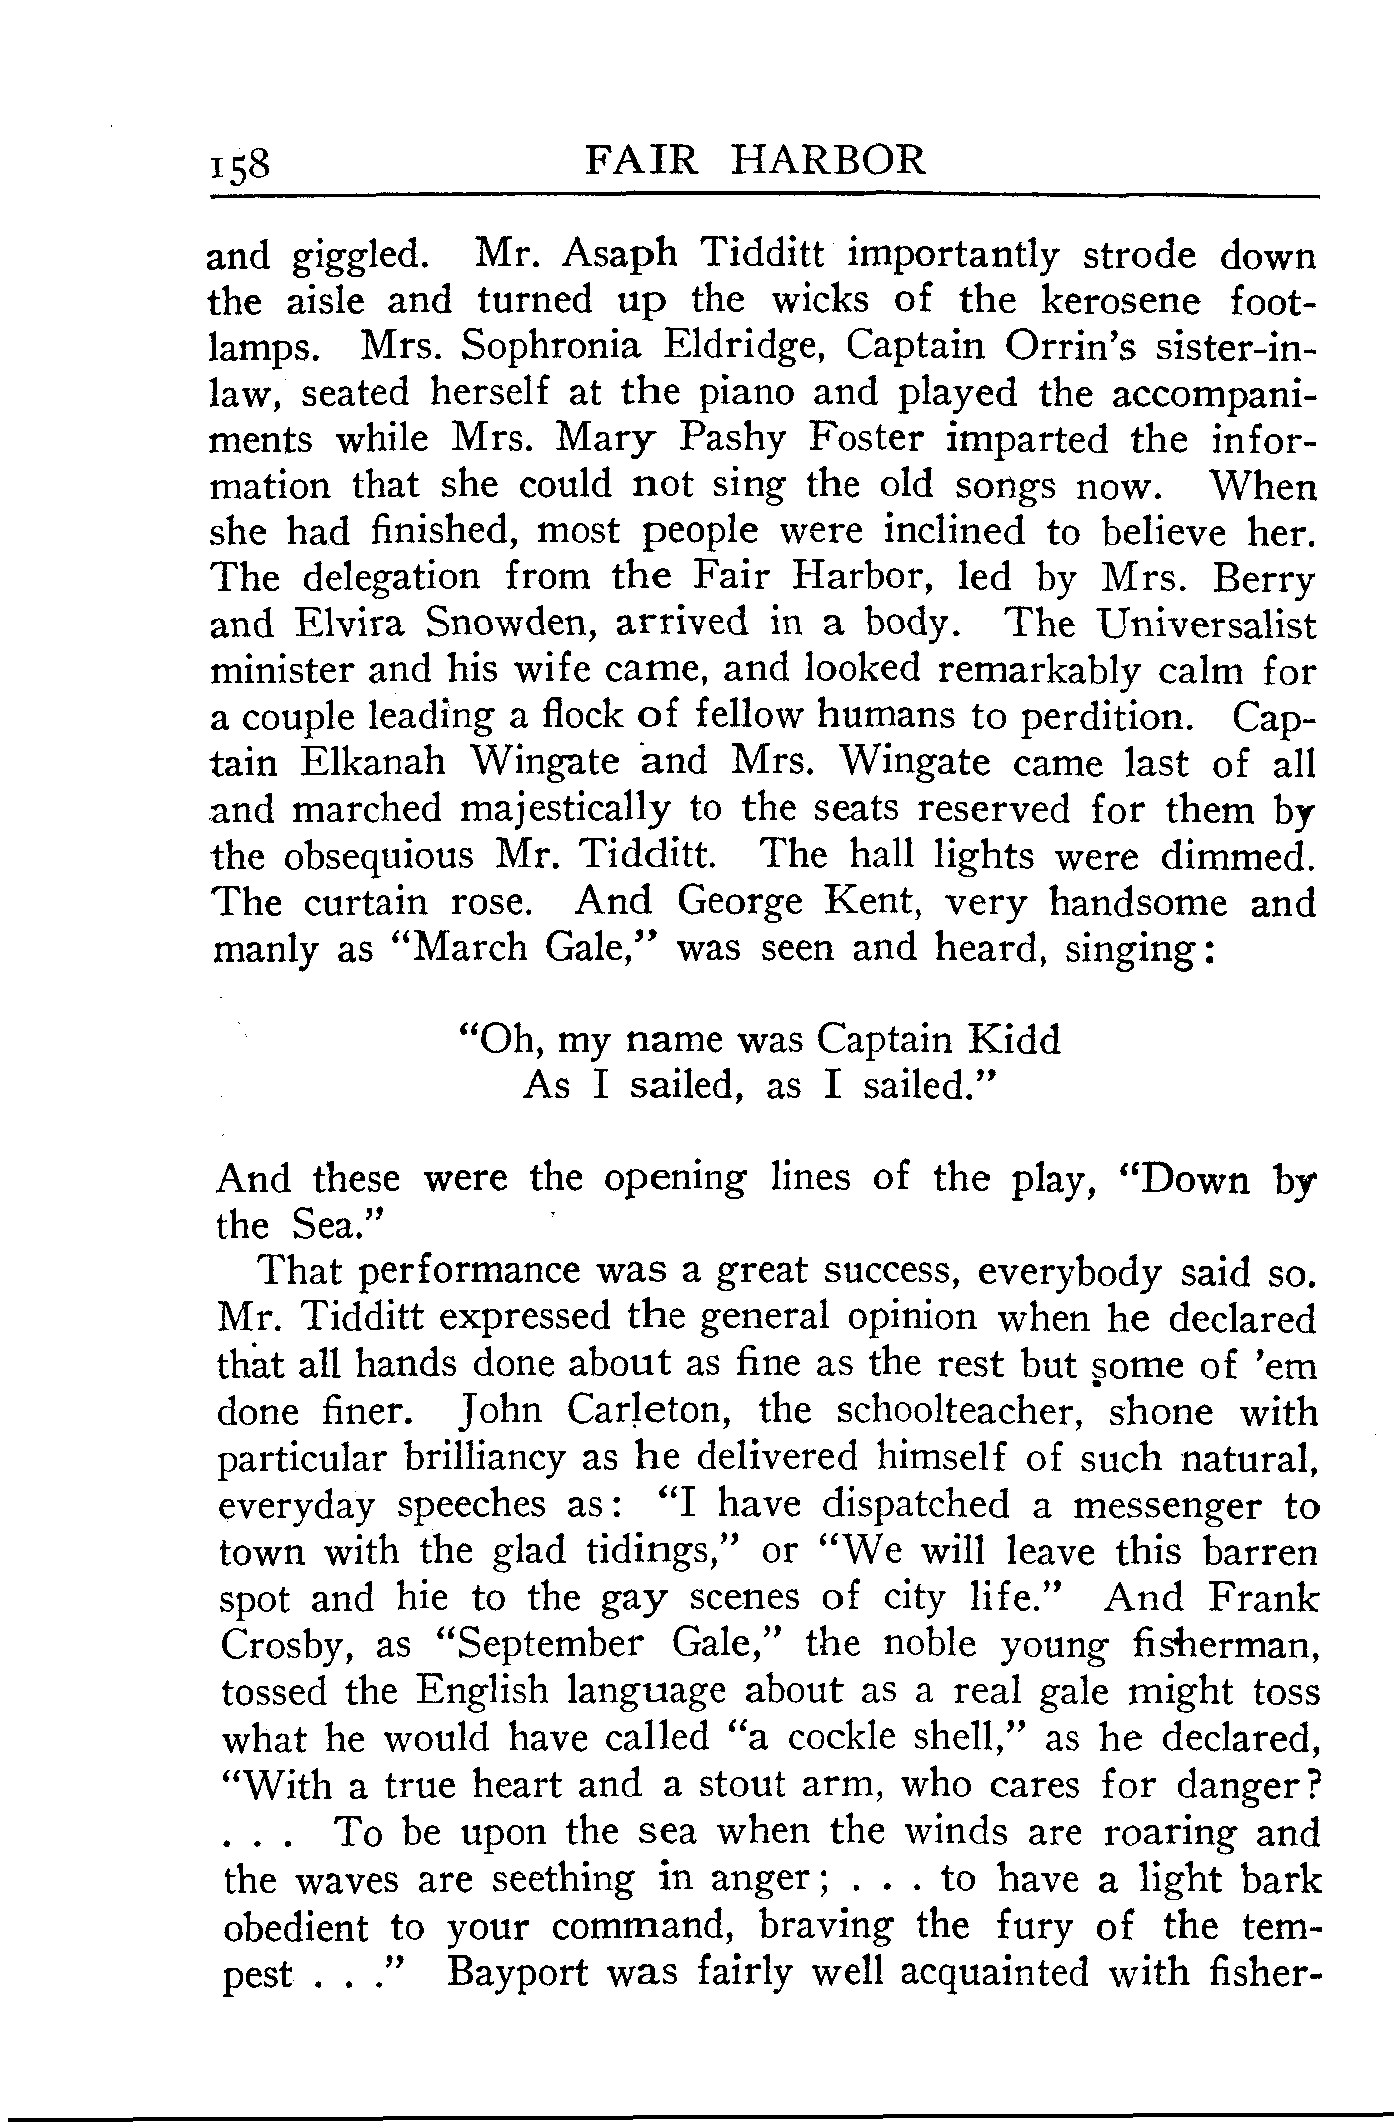 158 FAIR HARBOR
and giggled. Mr. Asaph Tidditt importantly strode down
the aisle and turned up the wicks of the kerosene foot-
lamps. Mrs. Sophronia Eldridge, Captain Orrin's sister-in-
law, seated herself at the piano and played the accompani-
ments while Mrs. Mary Pashy Foster imparted the infor-
mation that she could not sing the old songs now. When
she had finished, most people were inclined to believe her.
The delegation from the Fair Harbor, led by Mrs. Berry
and Elvira Snowden, arrived in a body. The Universalist
minister and his wife came, and looked remarkably calm for
a couple leading a flock of fellow humans to perdition. Cap-
tain Elkanah Wingate and Mrs. Wingate came last of all
and marched majestically to the seats reserved for them by
the obsequious Mr. Tidditt. The hall lights were dimmed.
The curtain rose. And George Kent, very handsome and
manly as “March Gale,” was seen and heard, singing:
“Oh, my name was Captain Kidd
As I sailed, as I sailed.”
And these were the opening lines of the play, “Down by
the Sea.”
That performance was a great success, everybody said so.
Mr. Tidditt expressed the general opinion when he declared
that all hands done about as fine as the rest but some of 'em
done finer. John Carleton, the schoolteacher, shone with
particular brilliancy as he delivered himself of such natural,
everyday speeches as: “I have dispatched a messenger to
town with the glad tidings,” or “We will leave this barren
spot and hie to the gay scenes of city life.” And Frank
Crosby, as “September Gale,” the noble young fisherman,
tossed the English language about as a real gale might toss
what he would have called “a cockle shell,” as he declared,
“With a true heart and a stout arm, who cares for danger?
. . . To be upon the sea when the winds are roaring and
the waves are seething in anger; . . . to have a light bark
obedient to your command, braving the fury of the tem-
pest . . .” Bayport was fairly well acquainted with fisher-